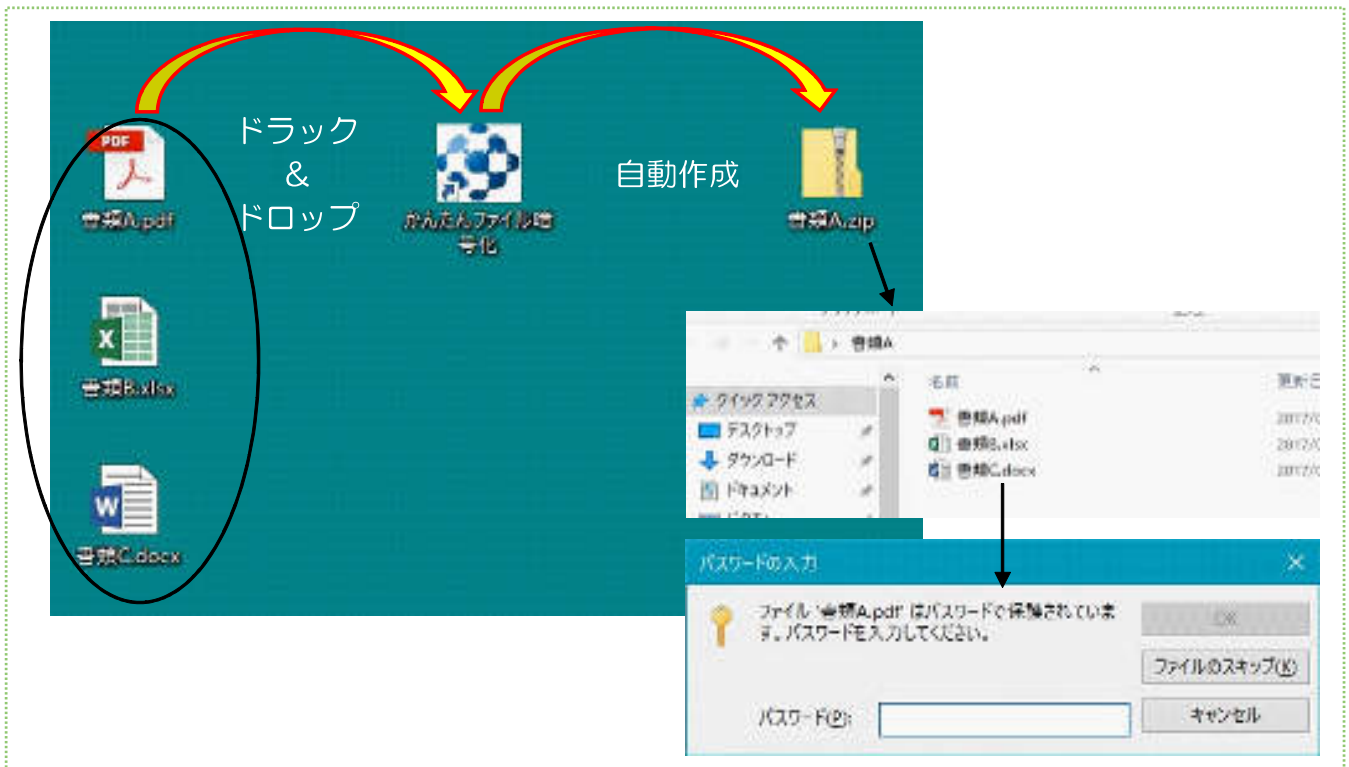 PDF
書類A.pdf
ドラック
&
ドロップ
かんたんファイル暗
号化
自動作成
書類A.zip
X
書類B.xlsx
W
書類C.docx
書類A
名前
クイック アクセス
デスクトップ
ダウンロード
ドキュメント
書類A.pdf
2017/
書類B.xlsx
2017/
書類C.docx
2017/
パスワードの入力
ファイル '書類A.pdf' はパスワードで保護されていま
す。パスワードを入力してください。
OK
ファイルのスキップ(K)
パスワード(P):
キャンセル